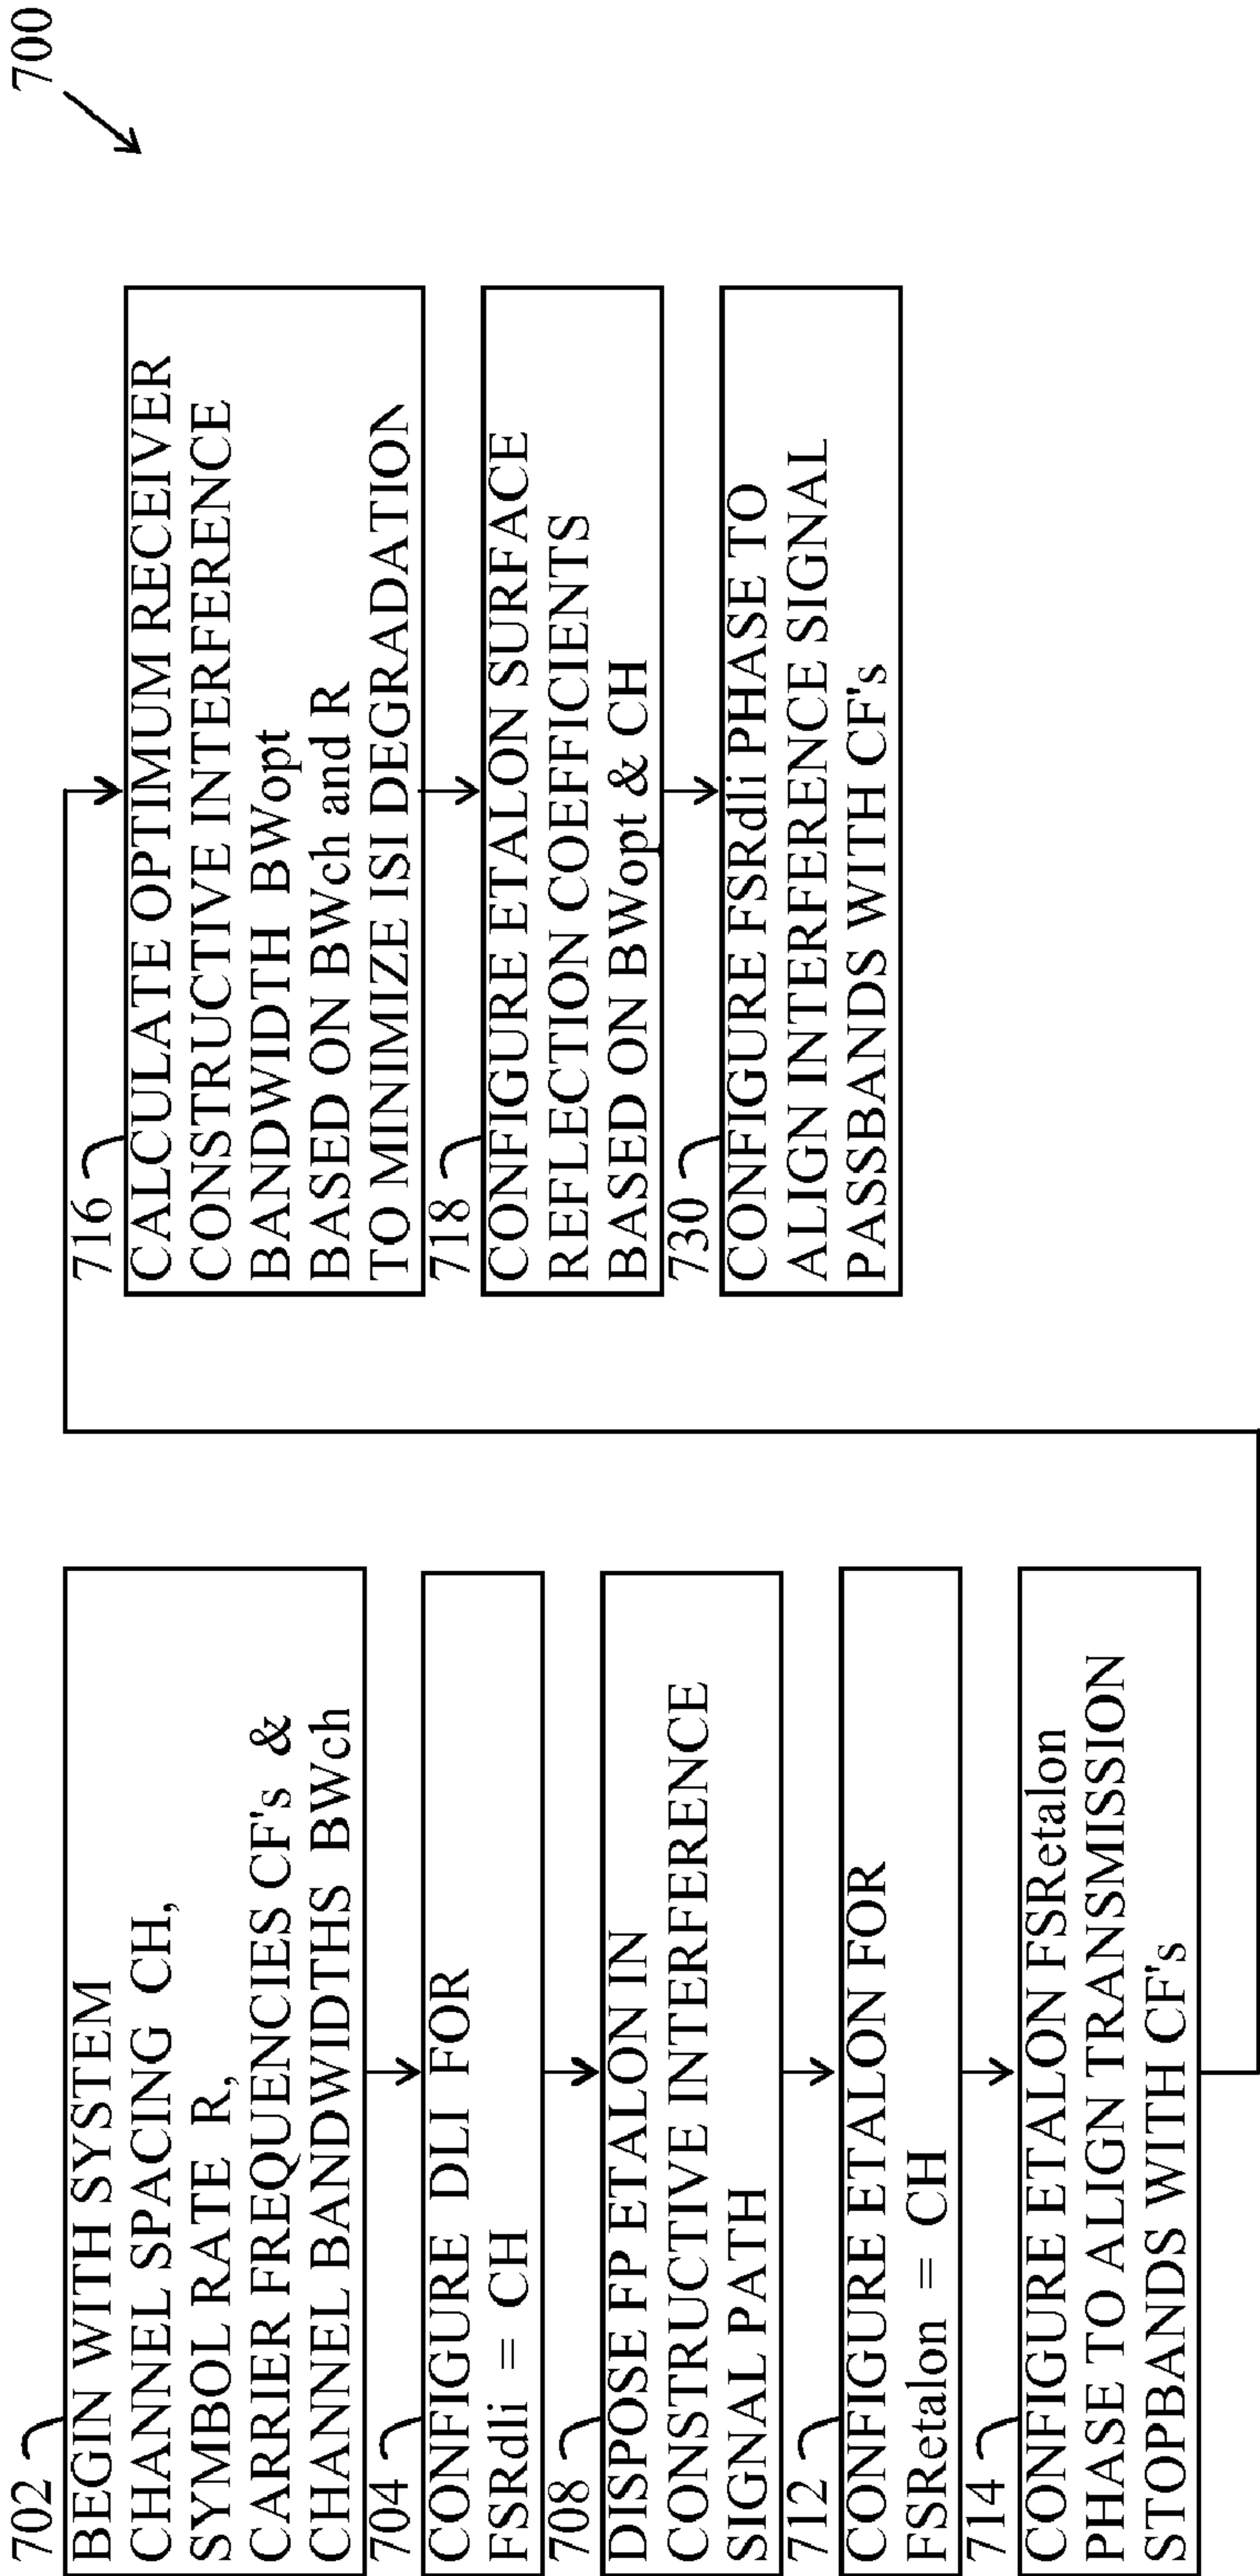 700
702
BEGIN WITH SYSTEM
CHANNEL SPACING CH,
SYMBOL RATE R,
CARRIER FREQUENCIES CF's &
CHANNEL BANDWIDTHS BWch
704
CONFIGURE DLI FOR
FSRdli = CH
708
DISPOSE FP ETALON IN
CONSTRUCTIVE INTERFERENCE
SIGNAL PATH
712
CONFIGURE ETALON FOR
FSRetalon = CH
714
CONFIGURE ETALON FSRetalon
PHASE TO ALIGN TRANSMISSION
STOPBANDS WITH CF's
716
CALCULATE OPTIMUM RECEIVER
CONSTRUCTIVE INTERFERENCE
BANDWIDTH BWopt
BASED ON BWch and R
TO MINIMIZE ISI DEGRADATION
718
CONFIGURE ETALON SURFACE
REFLECTION COEFFICIENTS
BASED ON BWopt & CH
730
CONFIGURE FSRdli PHASE TO
ALIGN INTERFERENCE SIGNAL
PASSBANDS WITH CF's